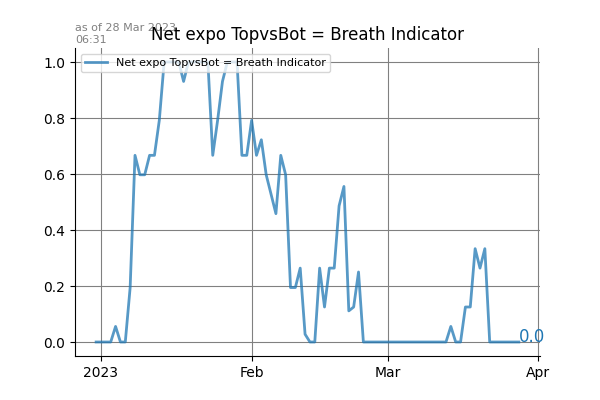 as of 28 Mar 2023
06:31
Net expo TopvsBot = Breath Indicator
Net expo TopvsBot = Breath Indicator
1.0
0.8
0.6
0.4
0.2
0.0
0.0
2023 Feb Mar Apr